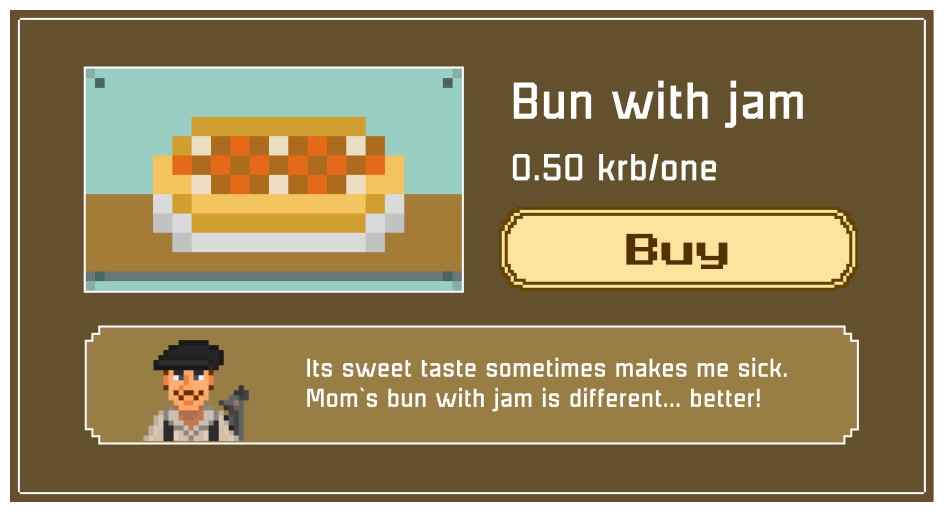 Bun with jam
0.50 krb/one
Buy
Its sweet taste sometimes makes me sick.
Mom`s bun with jam is different... better!